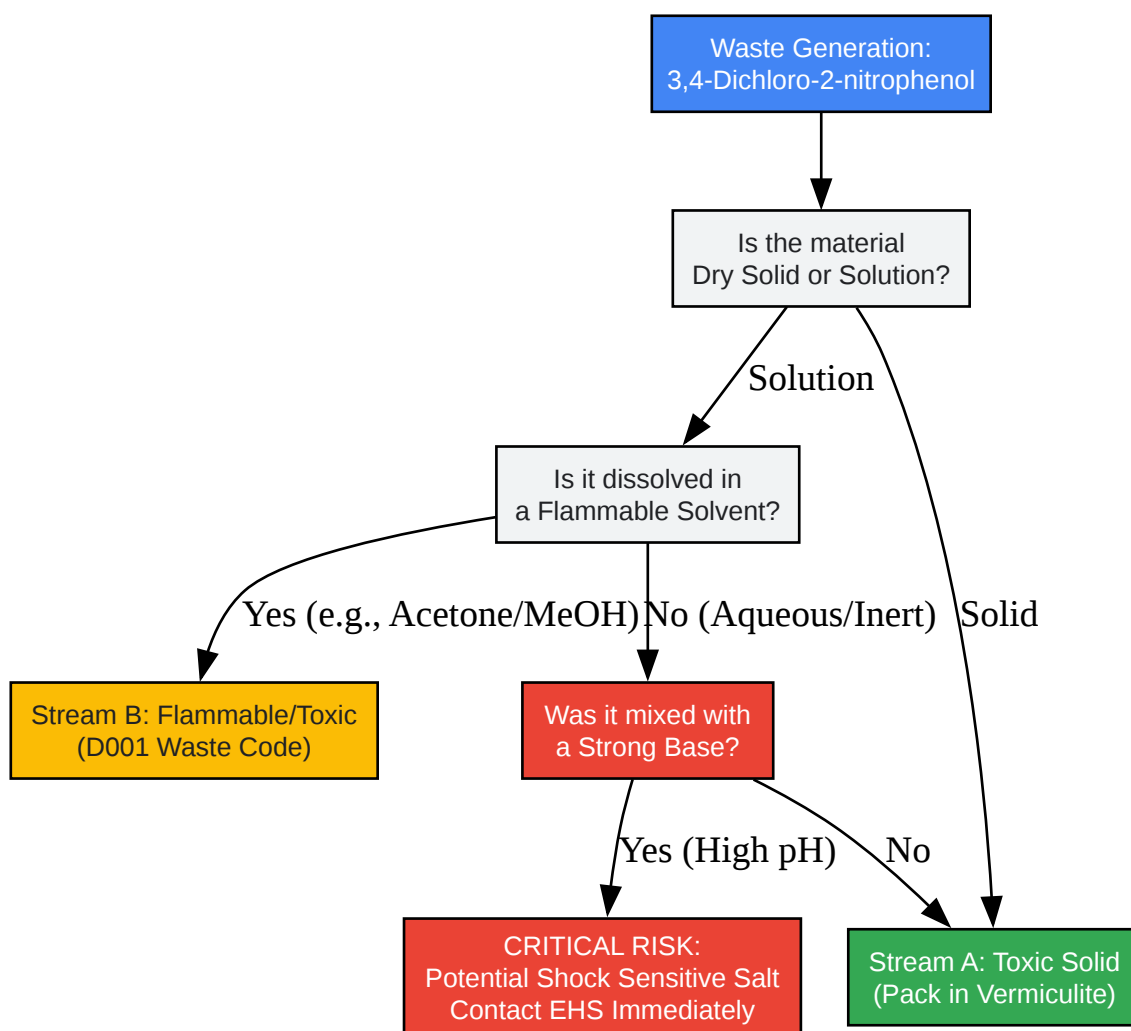 Waste Generation:
3,4-Dichloro-2-nitrophenol
Is the material
Dry Solid or Solution?
Solution
Is it dissolved in
a Flammable Solvent?
Yes (e.g., Acetone/MeOH)
No (Aqueous/Inert)
Solid
Stream B: Flammable/Toxic
(D001 Waste Code)
Was it mixed with
a Strong Base?
Yes (High pH)
No
CRITICAL RISK:
Potential Shock Sensitive Salt
Contact EHS Immediately
Stream A: Toxic Solid
(Pack in Vermiculite)